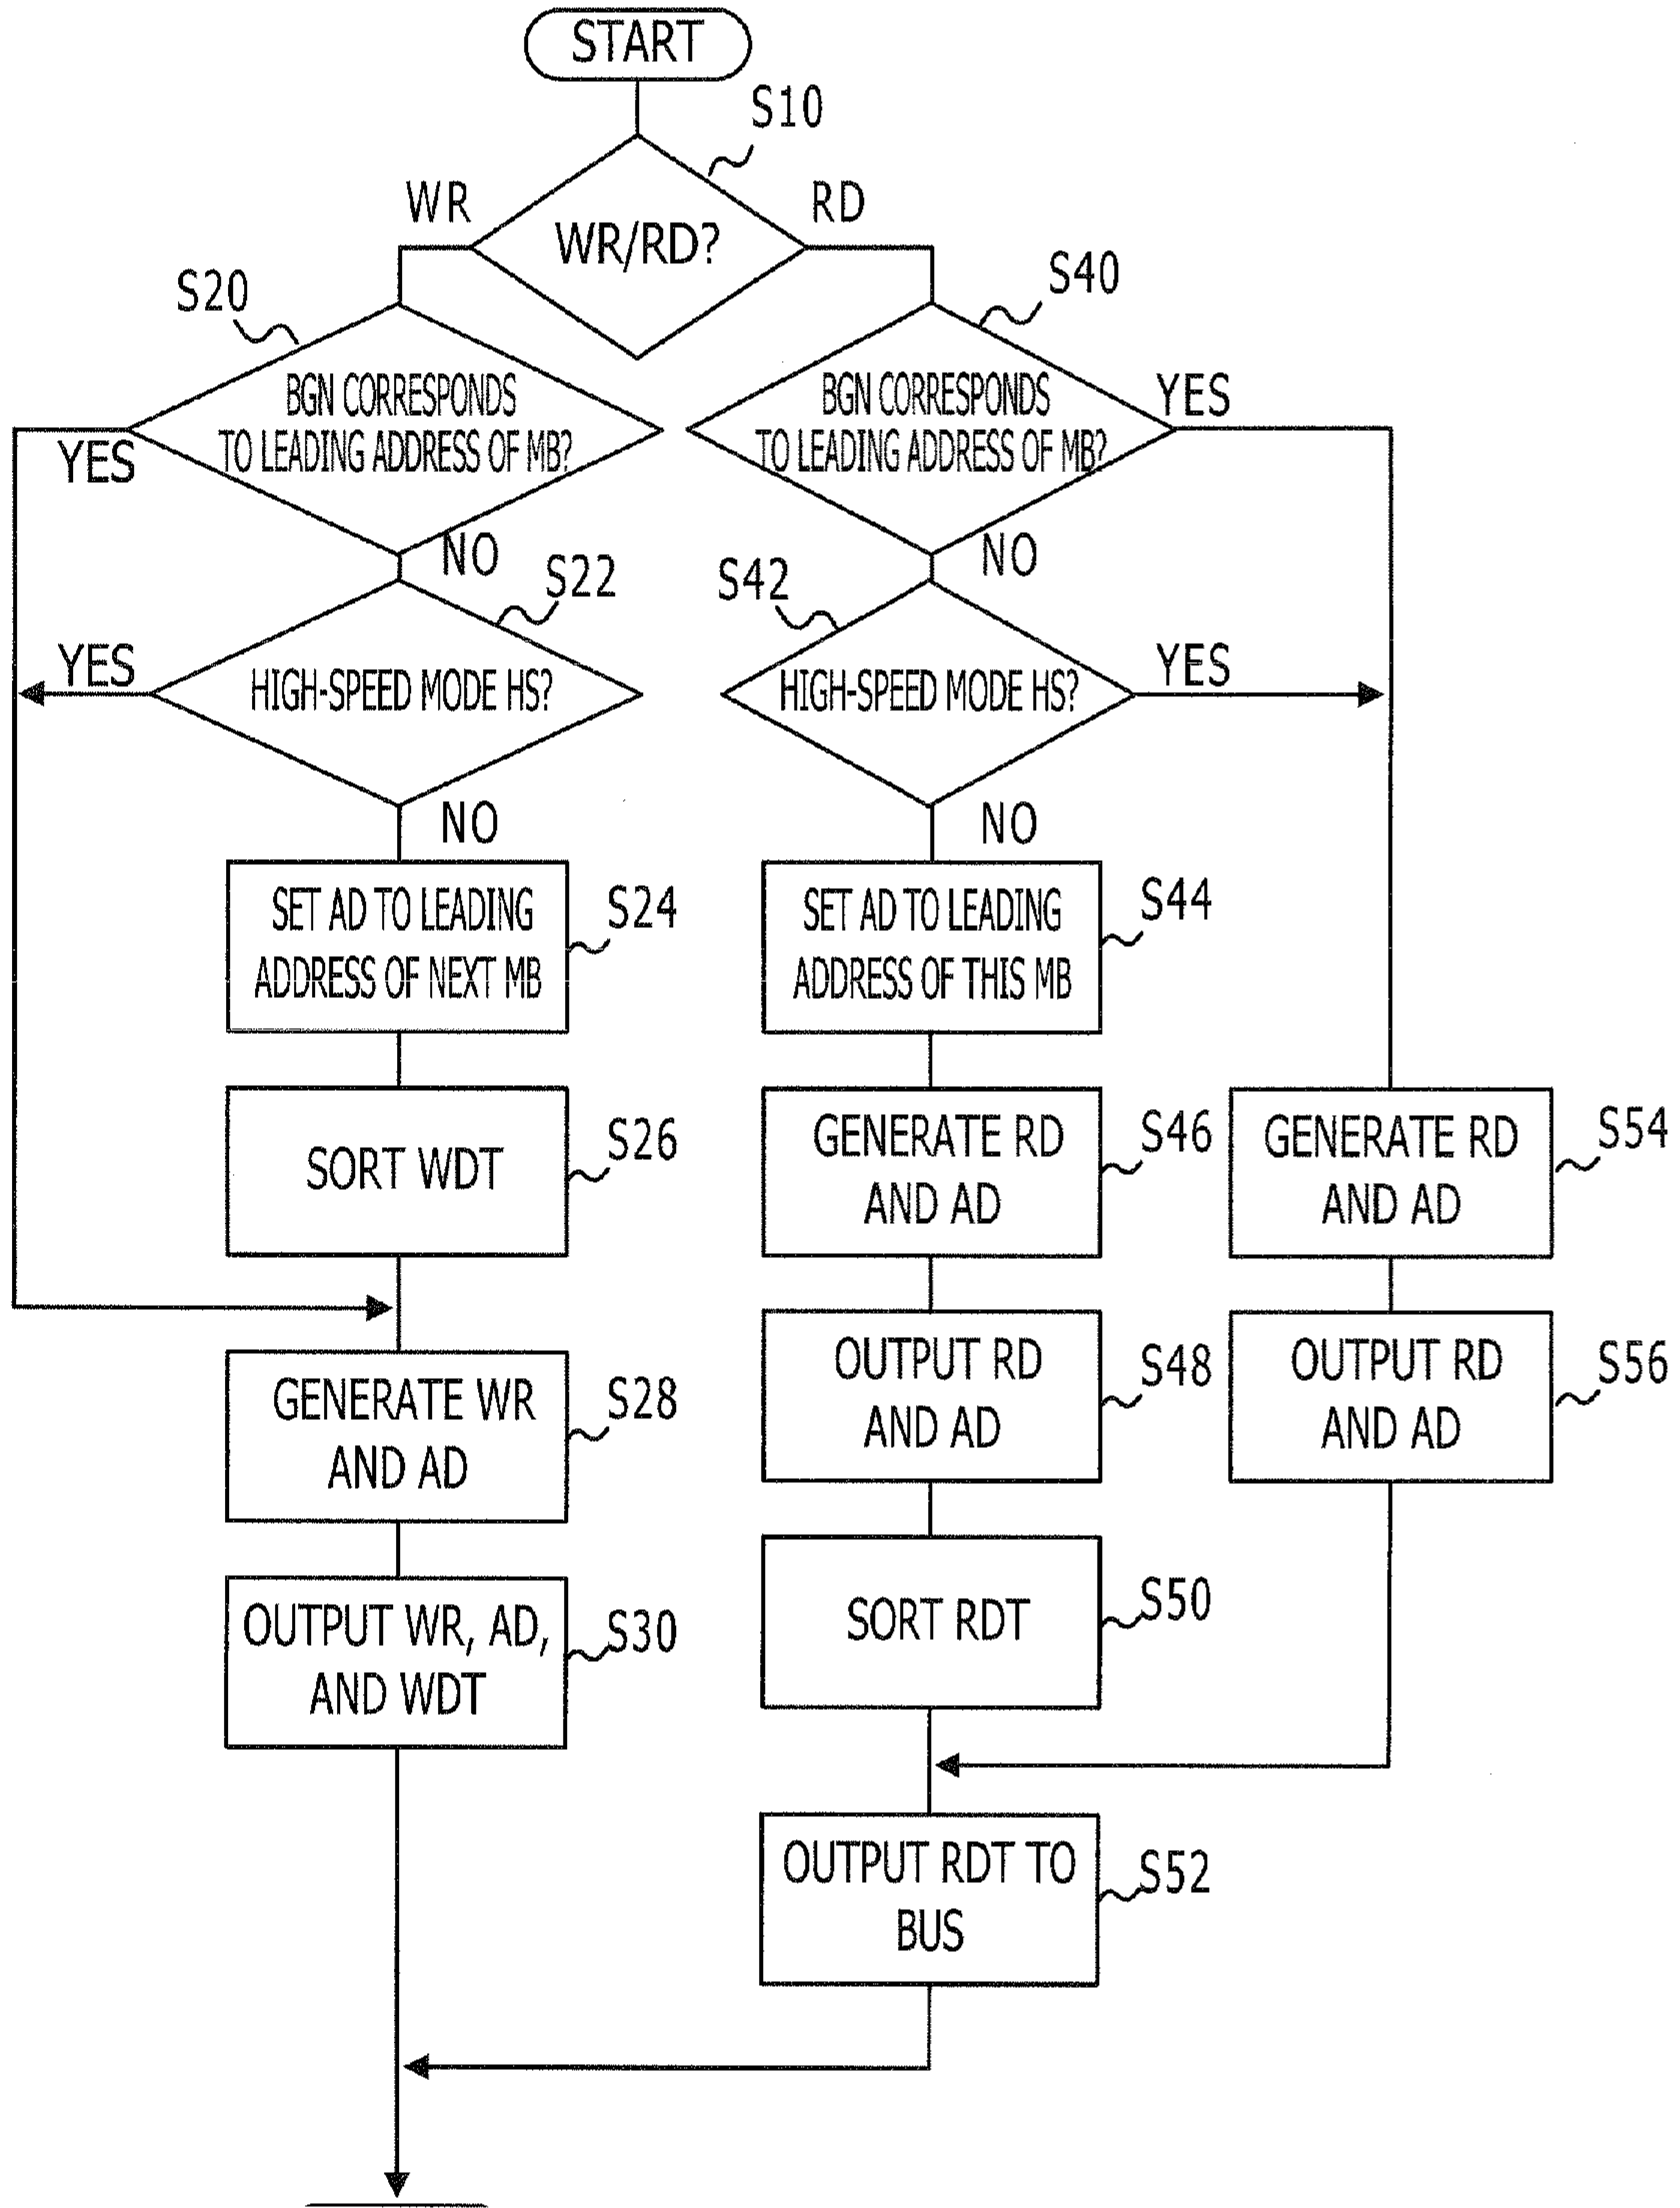 START
S10
WR
RD
WR/RD?
S20
S40
BGN CORRESPONDS
TO LEADING ADDRESS OF MB?
YES
NO
BGN CORRESPONDS
TO LEADING ADDRESS OF MB?
YES
NO
S22
S42
HIGH-SPEED MODE HS?
YES
NO
HIGH-SPEED MODE HS?
YES
NO
SET AD TO LEADING
ADDRESS OF NEXT MB
S24
SET AD TO LEADING
ADDRESS OF THIS MB
S44
SORT WDT
S26
GENERATE RD
AND AD
S46
GENERATE RD
AND AD
S54
GENERATE WR
AND AD
S28
OUTPUT RD
AND AD
S48
OUTPUT RD
AND AD
S56
OUTPUT WR, AD,
AND WDT
S30
SORT RDT
S50
OUTPUT RDT TO
BUS
S52